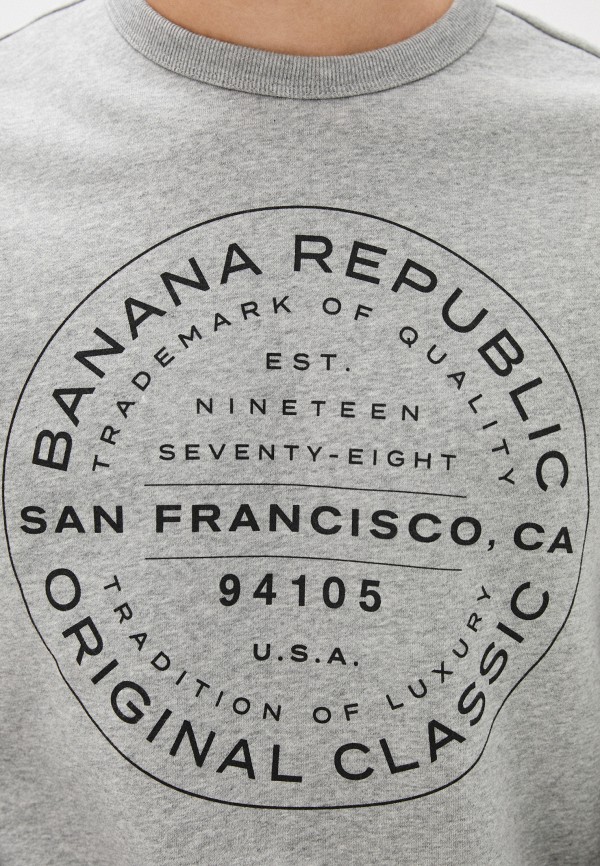 BANANA REPUBLIC
TRADEMARK OF QUALITY
EST.
NINETEEN
SEVENTY-EIGHT
SAN FRANCISCO, CA
94105
U.S.A.
TRADITION OF LUXURY
ORIGINAL CLASSIC